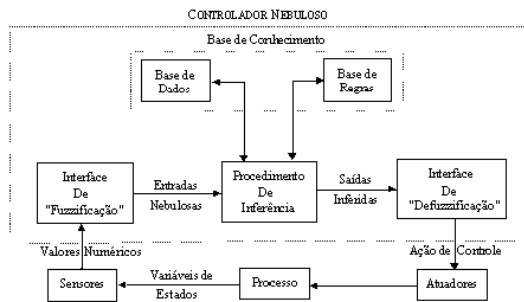 CONTROLADOR NEBULOSO
Base de Conhecimento
Base de
Dados
Base de
Regras
Interface
De
"Fuzzificação"
Entradas
Nebulosas
Procedimento
De
Inferência
Saídas
Inferidas
Interface
De
"Defuzzificação"
Valores Numéricos
Ação de Controle
Sensores
Variáveis de
Estados
Processo
Atuadores